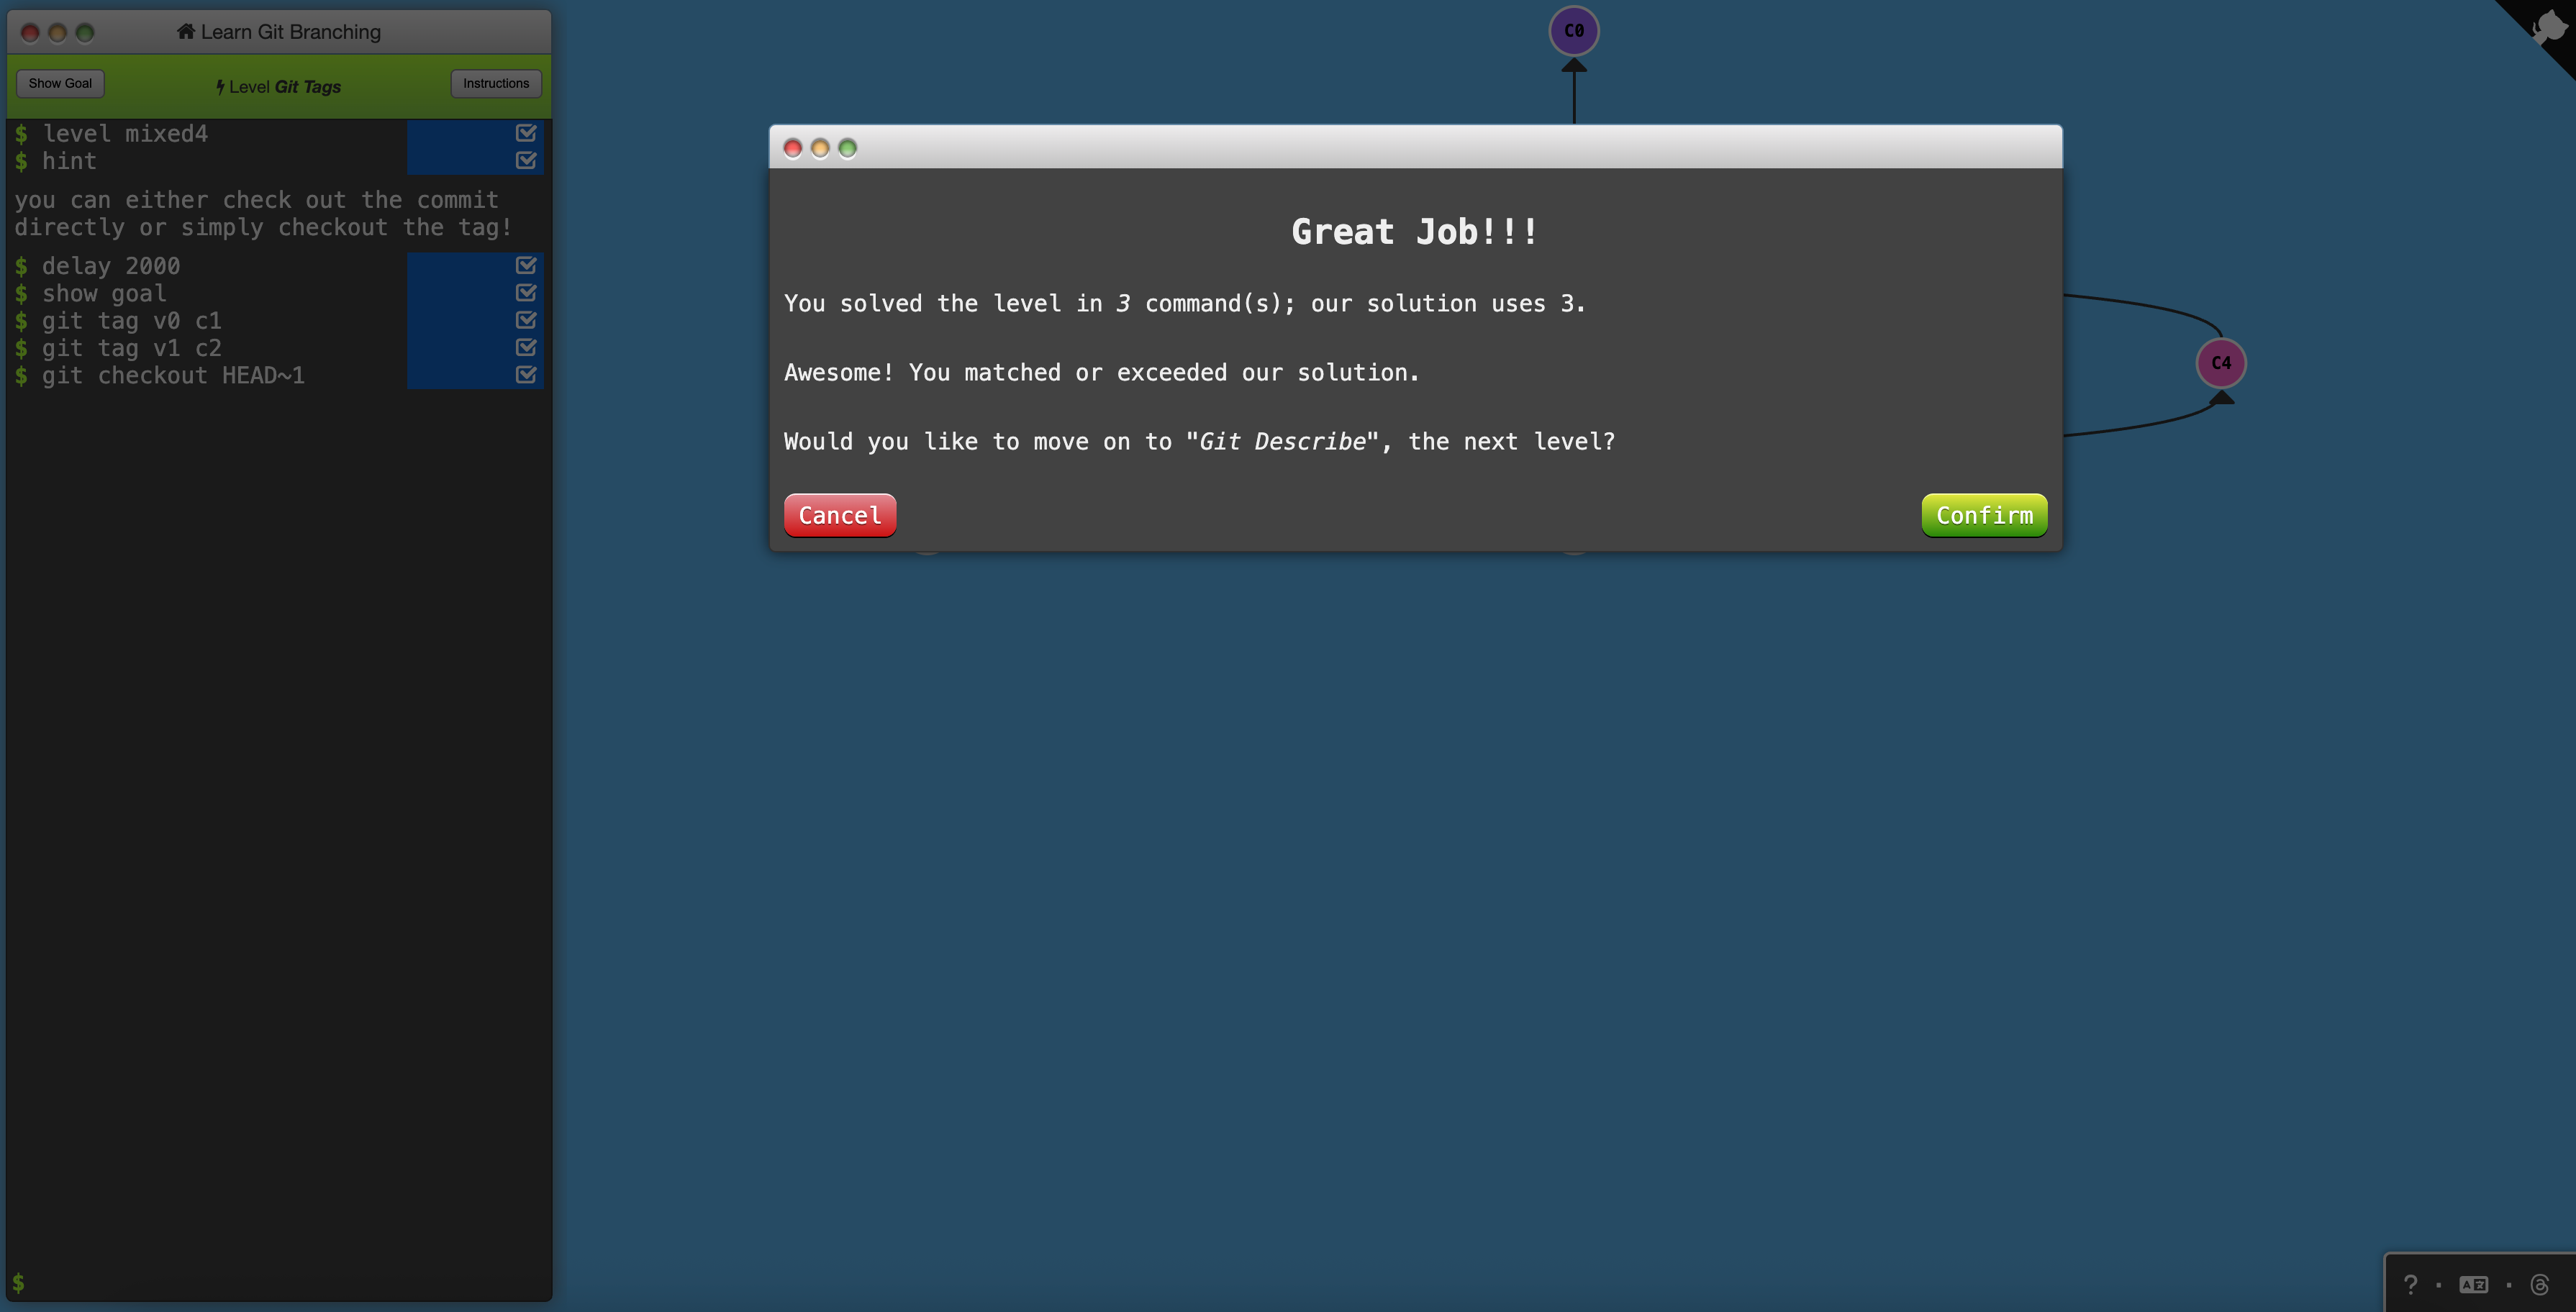 Learn Git Branching
Show Goal
Level Git Tags
Instructions
$ level mixed4
$ hint
you can either check out the commit
directly or simply checkout the tag!
$ delay 2000
$ show goal
$ git tag v0 c1
$ git tag v1 c2
$ git checkout HEAD~1
$
C0
Great Job!!!
You solved the level in 3 command(s); our solution uses 3.
Awesome! You matched or exceeded our solution.
Would you like to move on to "Git Describe", the next level?
Cancel
Confirm
C4
?